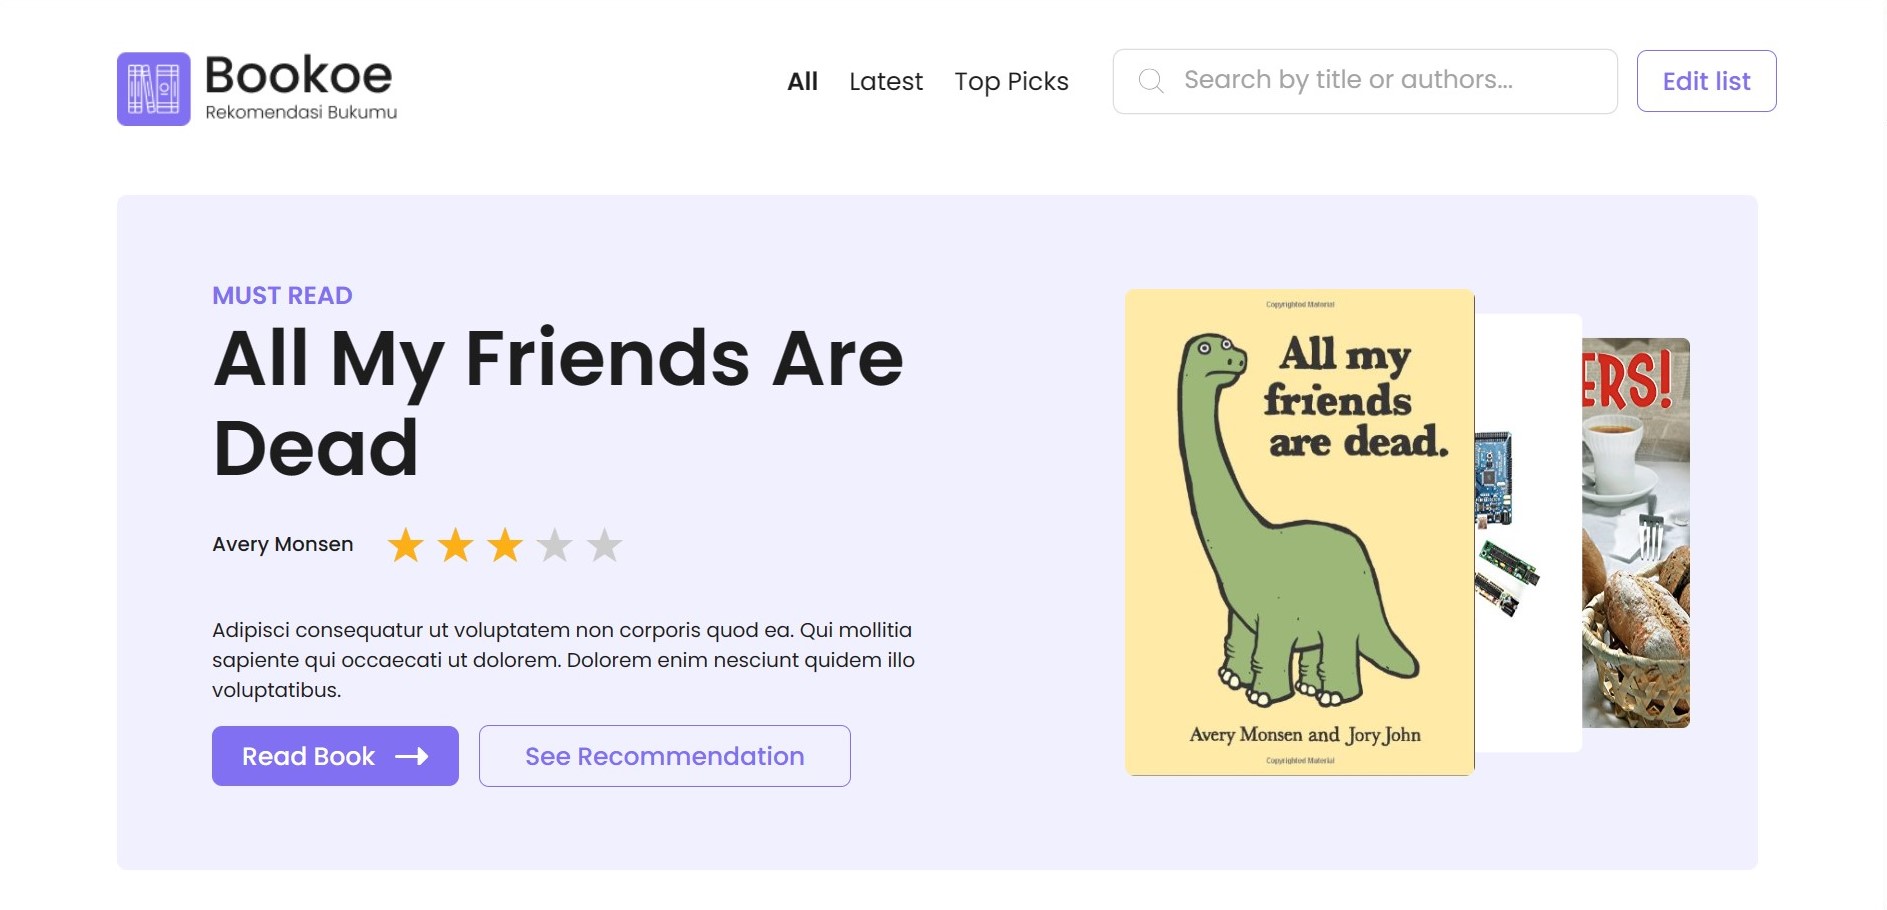 Bookoe
Rekomendasi Bukumu
All
Latest
Top Picks
Search by title or authors...
Edit list
MUST READ
All My Friends Are
Dead
Avery Monsen
Adipisci consequatur ut voluptatem non corporis quod ea. Qui mollitia
sapiente qui occaecati ut dolorem. Dolorem enim nesciunt quidem illo
voluptatibus.
Read Book
See Recommendation
Copyrighted Material
All my
friends
are dead.
Avery Monsen and Jory John
Copyrighted Material
ERS!